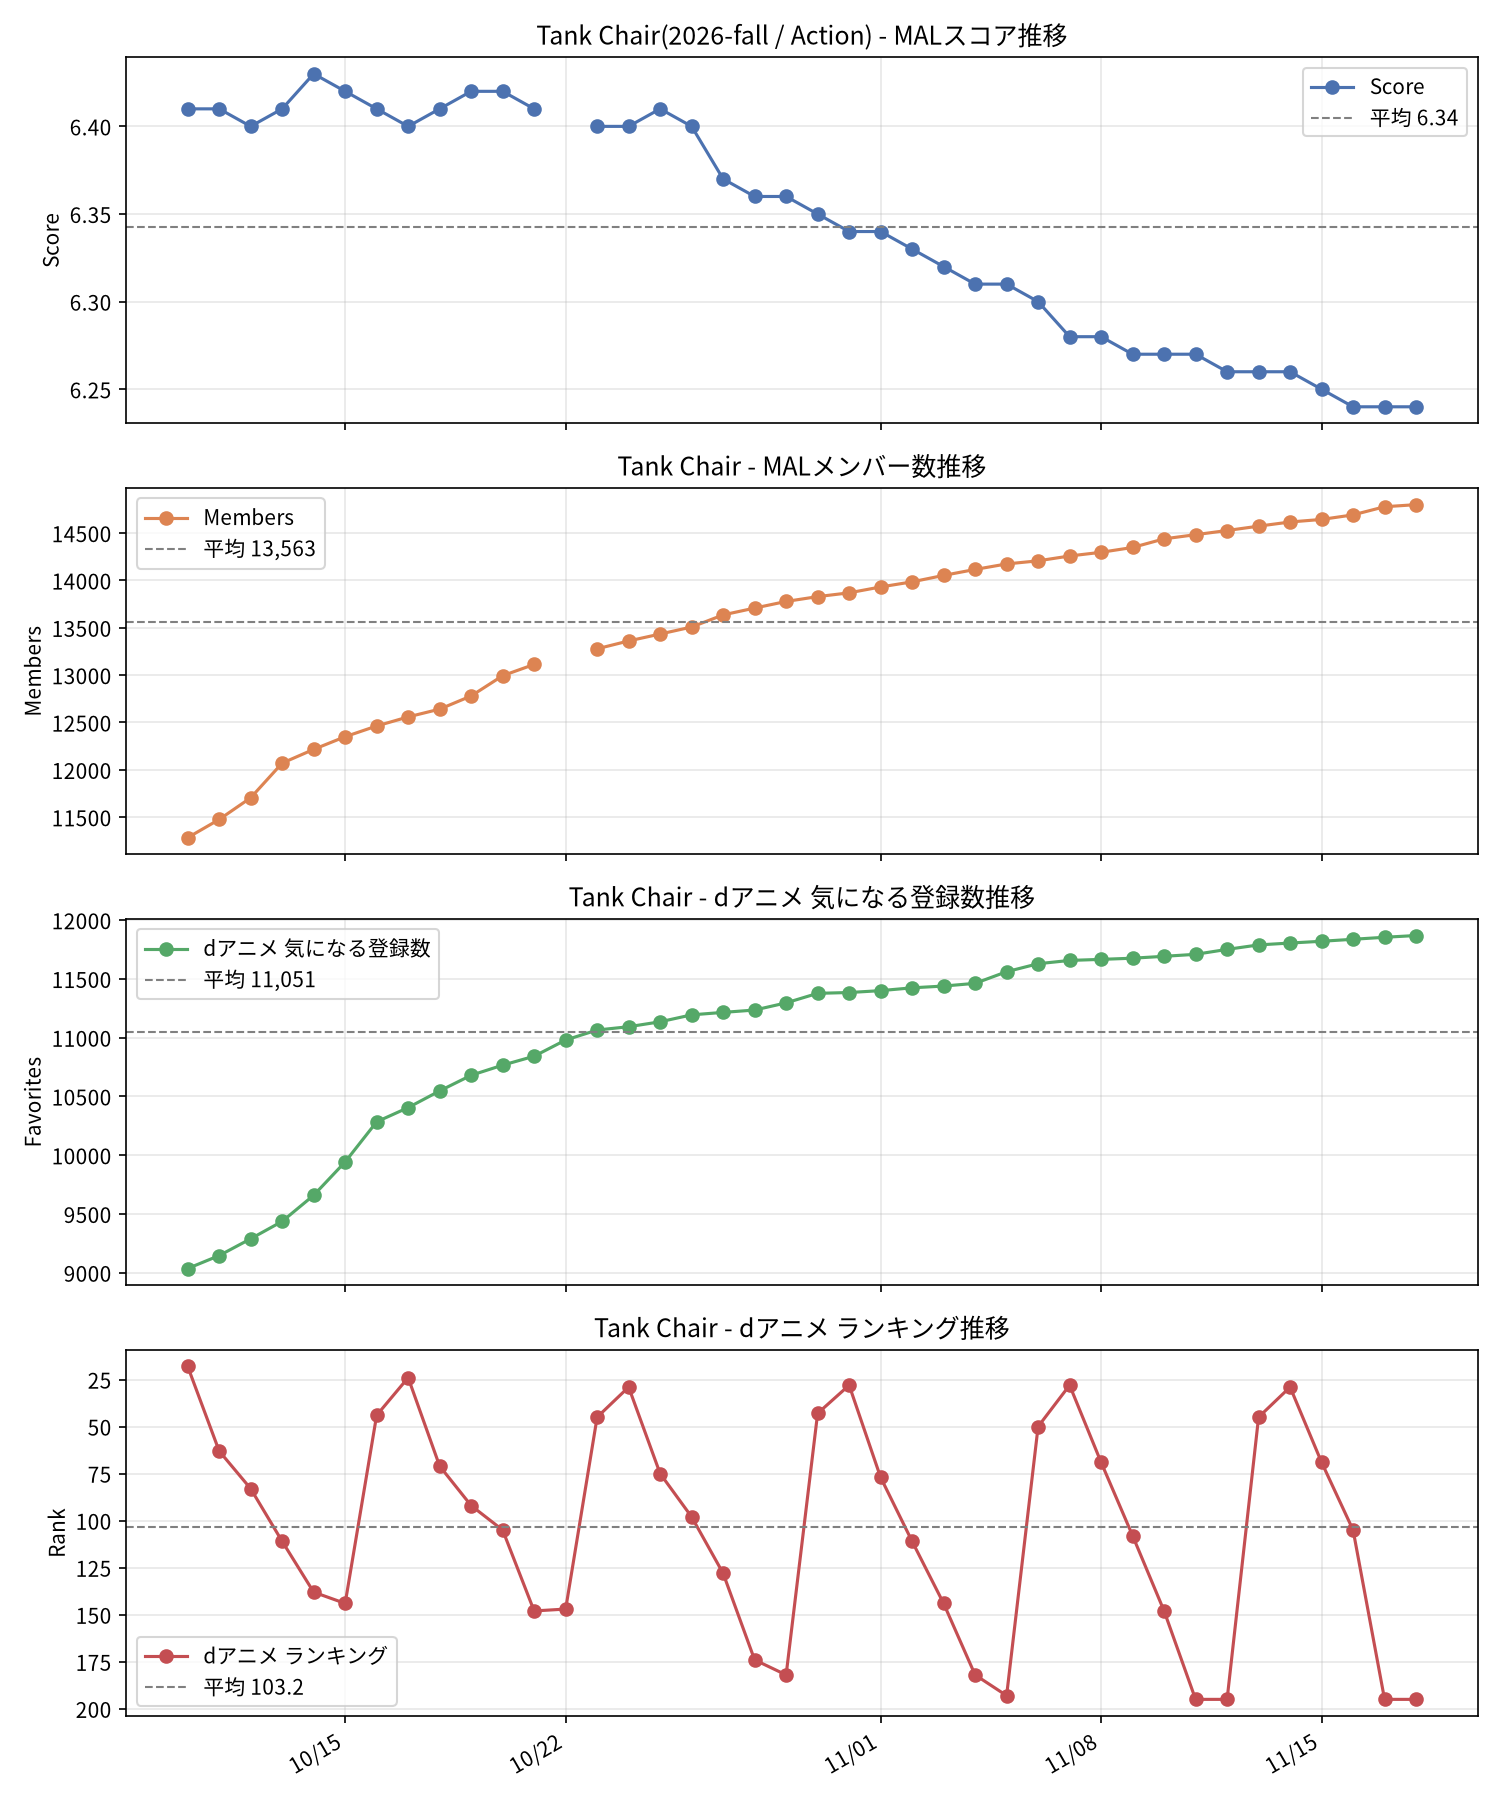 Tank Chair(2026-fall / Action) - MALスコア推移
Score
平均 6.34
Score
6.40
6.35
6.30
6.25
Tank Chair - MALメンバー数推移
Members
平均 13,563
Members
14500
14000
13500
13000
12500
12000
11500
Tank Chair - dアニメ 気になる登録数推移
dアニメ 気になる登録数
平均 11,051
Favorites
12000
11500
11000
10500
10000
9500
9000
Tank Chair - dアニメ ランキング推移
dアニメ ランキング
平均 103.2
Rank
25
50
75
100
125
150
175
200
10/15
10/22
11/01
11/08
11/15